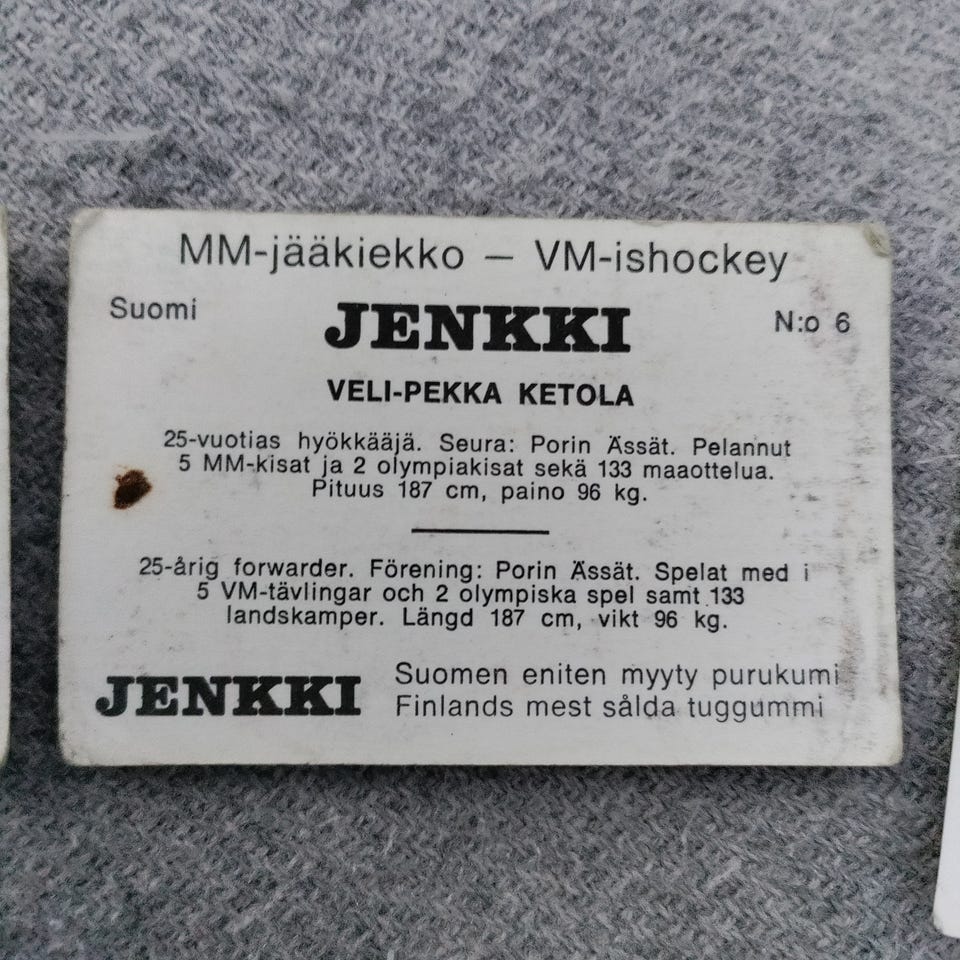 MM-jääkiekko – VM-ishockey
Suomi
JENKKI
N:o 6
VELI-PEKKA KETOLA
25-vuotias hyökkääjä. Seura: Porin Ässät. Pelannut
5 MM-kisat ja 2 olympiakisat sekä 133 maaottelua.
Pituus 187 cm, paino 96 kg.
25-årig forwarder. Förening: Porin Ässät. Spelat med i
5 VM-tävlingar och 2 olympiska spel samt 133
landskamper. Längd 187 cm, vikt 96 kg.
JENKKI
Suomen eniten myyty purukumi
Finlands mest sålda tuggummi